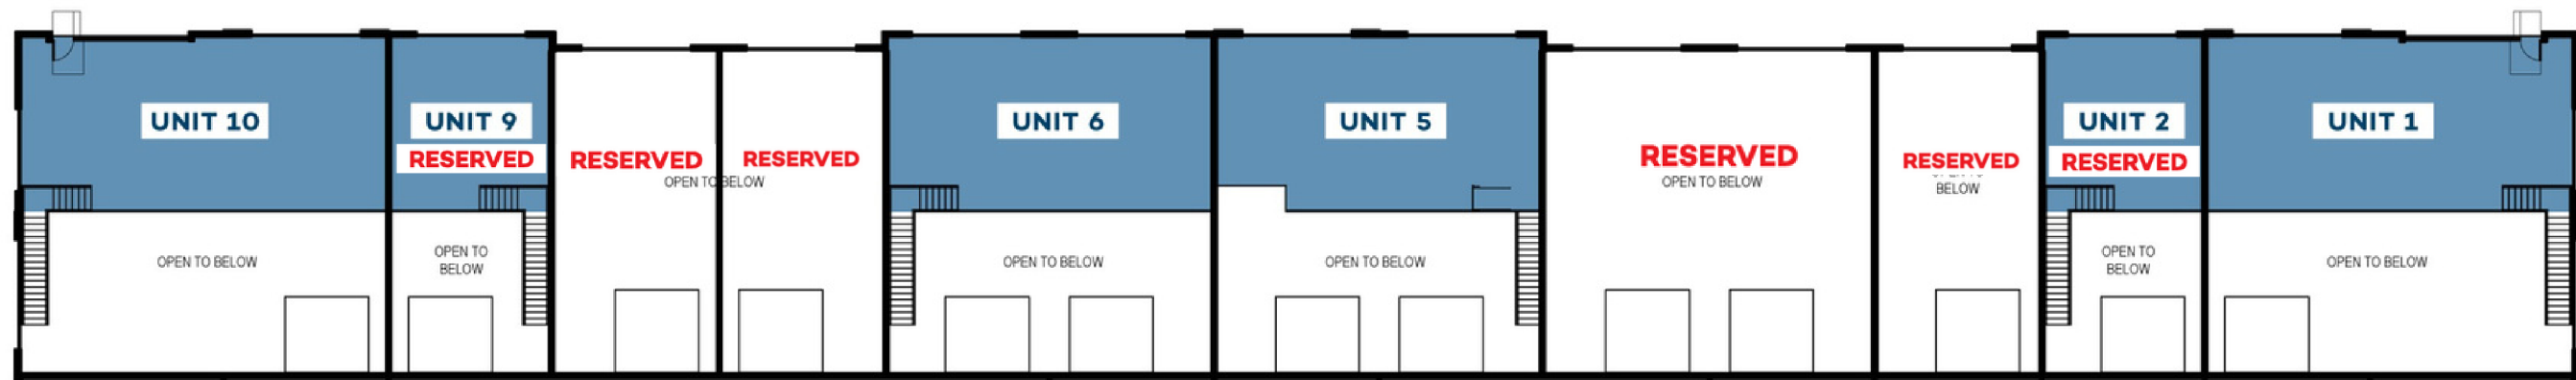 UNIT 10
OPEN TO BELOW
UNIT 9
RESERVED
OPEN TO
BELOW
RESERVED
RESERVED
OPEN TO BELOW
UNIT 6
OPEN TO BELOW
UNIT 5
OPEN TO BELOW
RESERVED
OPEN TO BELOW
RESERVED
BELOW
UNIT 2
RESERVED
OPEN TO
BELOW
UNIT 1
OPEN TO BELOW